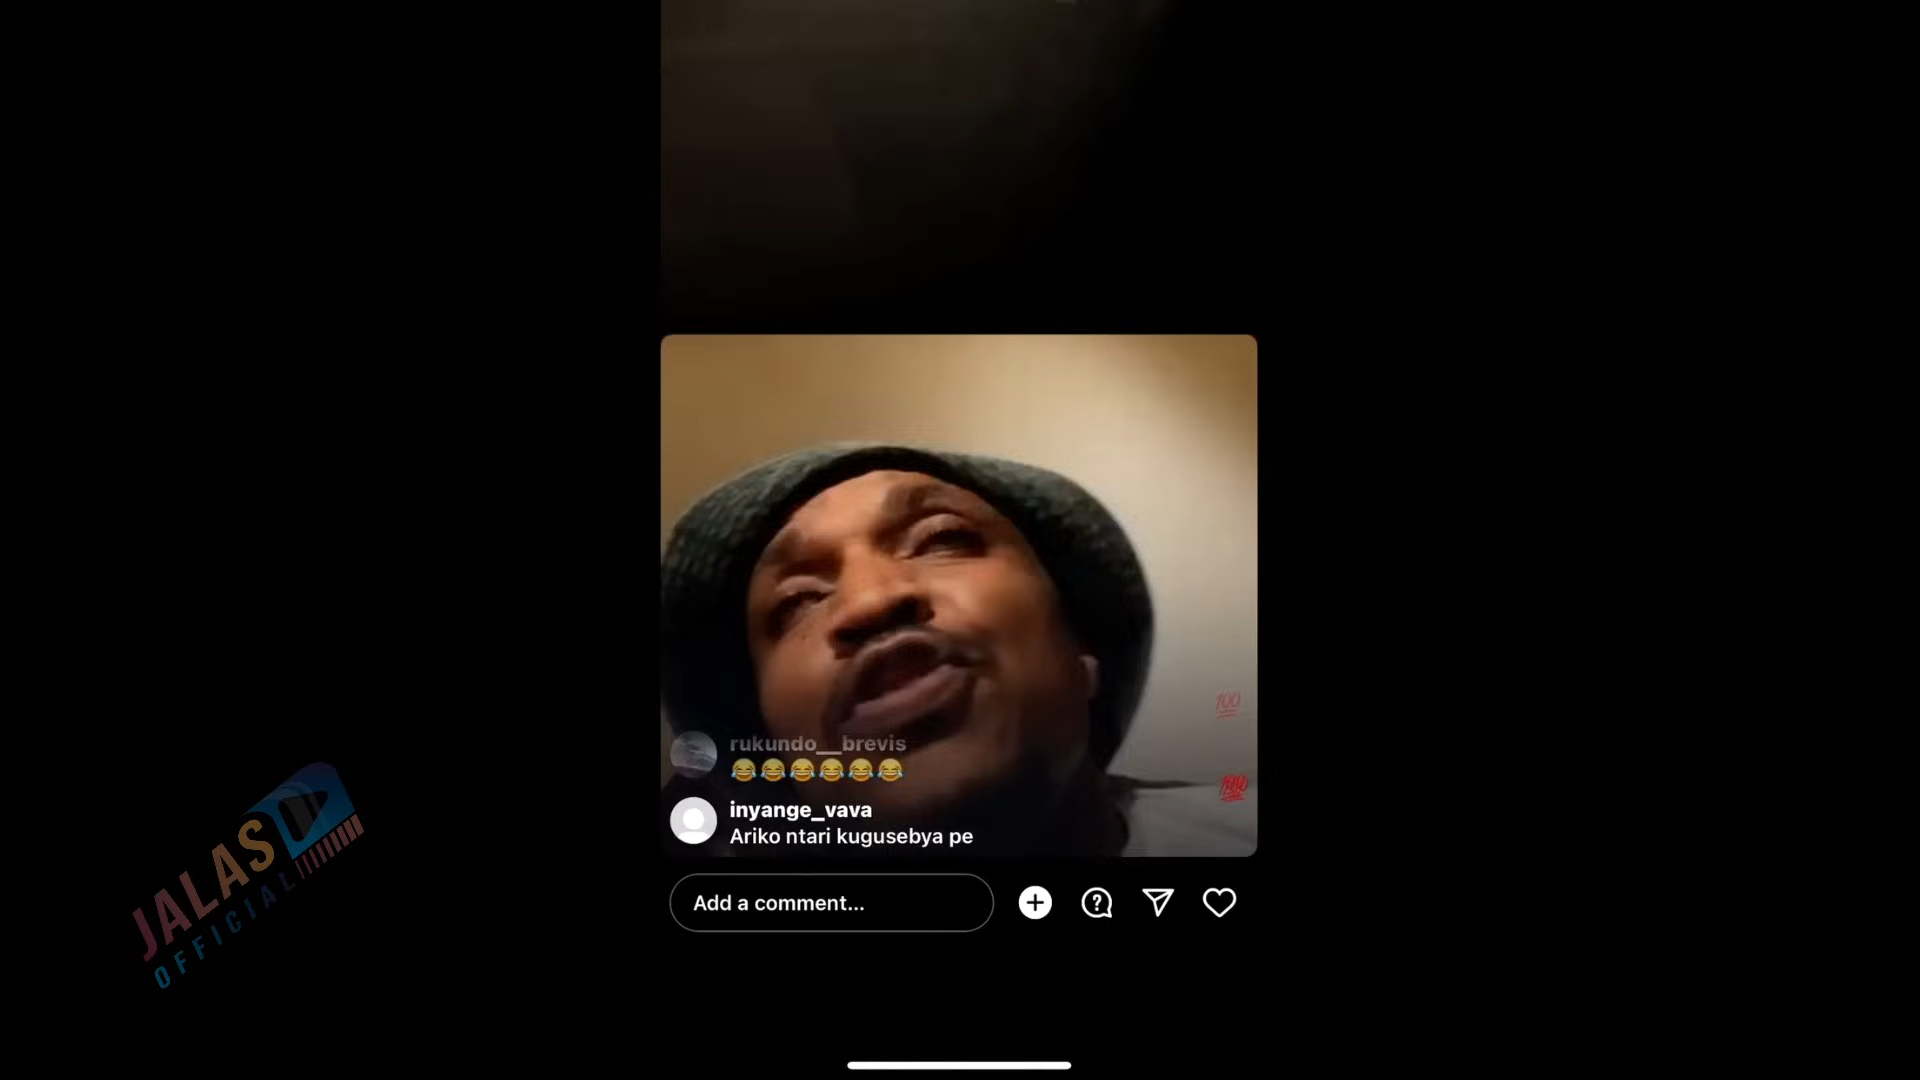 rukundo__brevis
😂😂😂😂😂😂
inyange_vava
Ariko ntari kugusebya pe
Add a comment...
JALAS
OFFICIAL
💯
💯